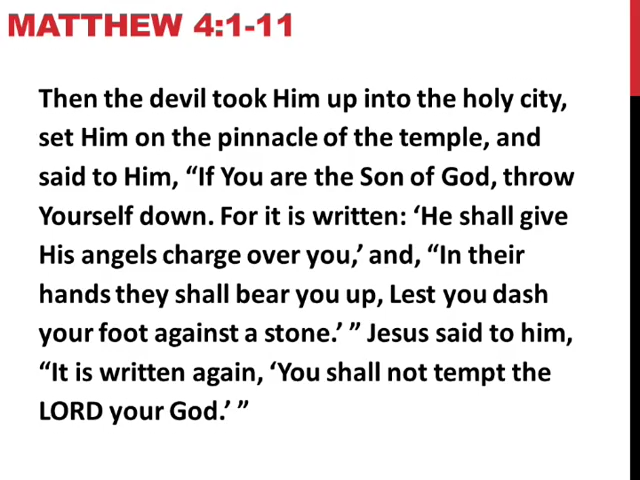 MATTHEW 4:1-11
Then the devil took Him up into the holy city,
set Him on the pinnacle of the temple, and
said to Him, “If You are the Son of God, throw
Yourself down. For it is written: ‘He shall give
His angels charge over you,’ and, “In their
hands they shall bear you up, Lest you dash
your foot against a stone.’ ” Jesus said to him,
“It is written again, ‘You shall not tempt the
LORD your God.’ ”